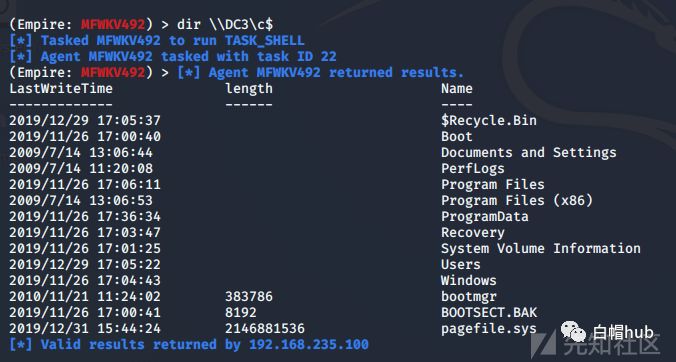 (Empire: MFWKV492) > dir \\DC3\c$
[*] Tasked MFWKV492 to run TASK_SHELL
[*] Agent MFWKV492 tasked with task ID 22
(Empire: MFWKV492) > [*] Agent MFWKV492 returned results.
LastWriteTime length Name
------------- ------ ----
2019/12/29 17:05:37 $Recycle.Bin
2019/11/26 17:00:40 Boot
2009/7/14 13:06:44 Documents and Settings
2009/7/14 11:20:08 PerfLogs
2019/11/26 17:06:11 Program Files
2009/7/14 13:06:53 Program Files (x86)
2019/11/26 17:36:34 ProgramData
2019/11/26 17:03:47 Recovery
2019/11/26 17:01:25 System Volume Information
2019/12/29 17:05:22 Users
2019/11/26 17:04:43 Windows
2010/11/21 11:24:02 383786 bootmgr
2019/11/26 17:00:41 8192 BOOTSECT.BAK
2019/12/31 15:44:24 2146881536 pagefile.sys
[*] Valid results returned by 192.168.235.100
白帽hub
先知社区